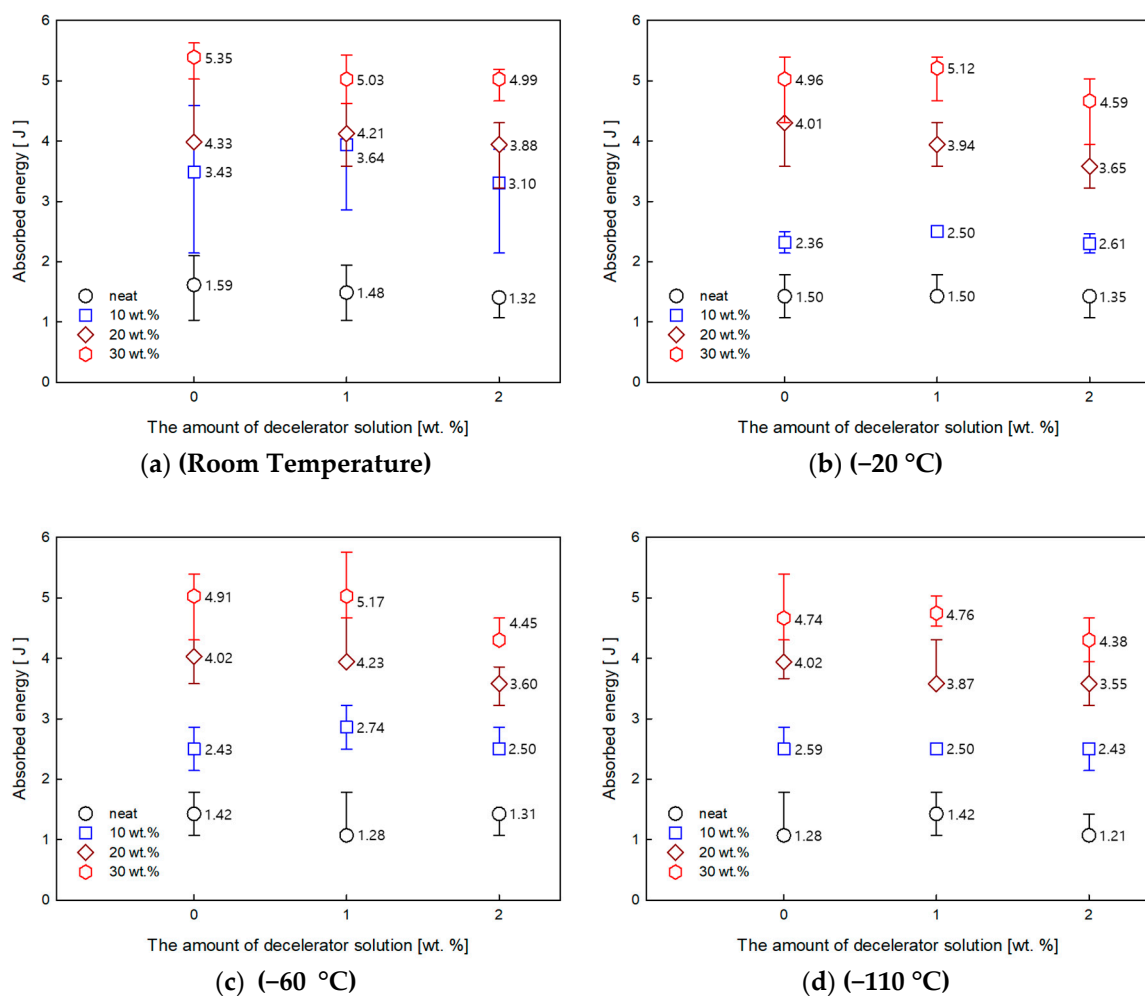 6
5
4
3
2
1
0
Absorbed energy [ J ]
5.35
5.03
4.99
4.33
4.21
3.88
3.43
3.64
3.10
1.59
1.48
1.32
neat
10 wt.%
20 wt.%
30 wt.%
0 1 2
The amount of decelerator solution [wt. %]
(a) (Room Temperature)
6
5
4
3
2
1
0
Absorbed energy [ J ]
4.96
5.12
4.59
4.01
3.94
3.65
2.36
2.50
2.61
1.50
1.50
1.35
neat
10 wt.%
20 wt.%
30 wt.%
0 1 2
The amount of decelerator solution [wt. %]
(b) (–20 °C)
6
5
4
3
2
1
0
Absorbed energy [ J ]
4.91
5.17
4.45
4.02
4.23
3.60
2.43
2.74
2.50
1.42
1.28
1.31
neat
10 wt.%
20 wt.%
30 wt.%
0 1 2
The amount of decelerator solution [wt. %]
(c) (–60 °C)
6
5
4
3
2
1
0
Absorbed energy [ J ]
4.74
4.76
4.38
4.02
3.87
3.55
2.59
2.50
2.43
1.28
1.42
1.21
neat
10 wt.%
20 wt.%
30 wt.%
0 1 2
The amount of decelerator solution [wt. %]
(d) (–110 °C)